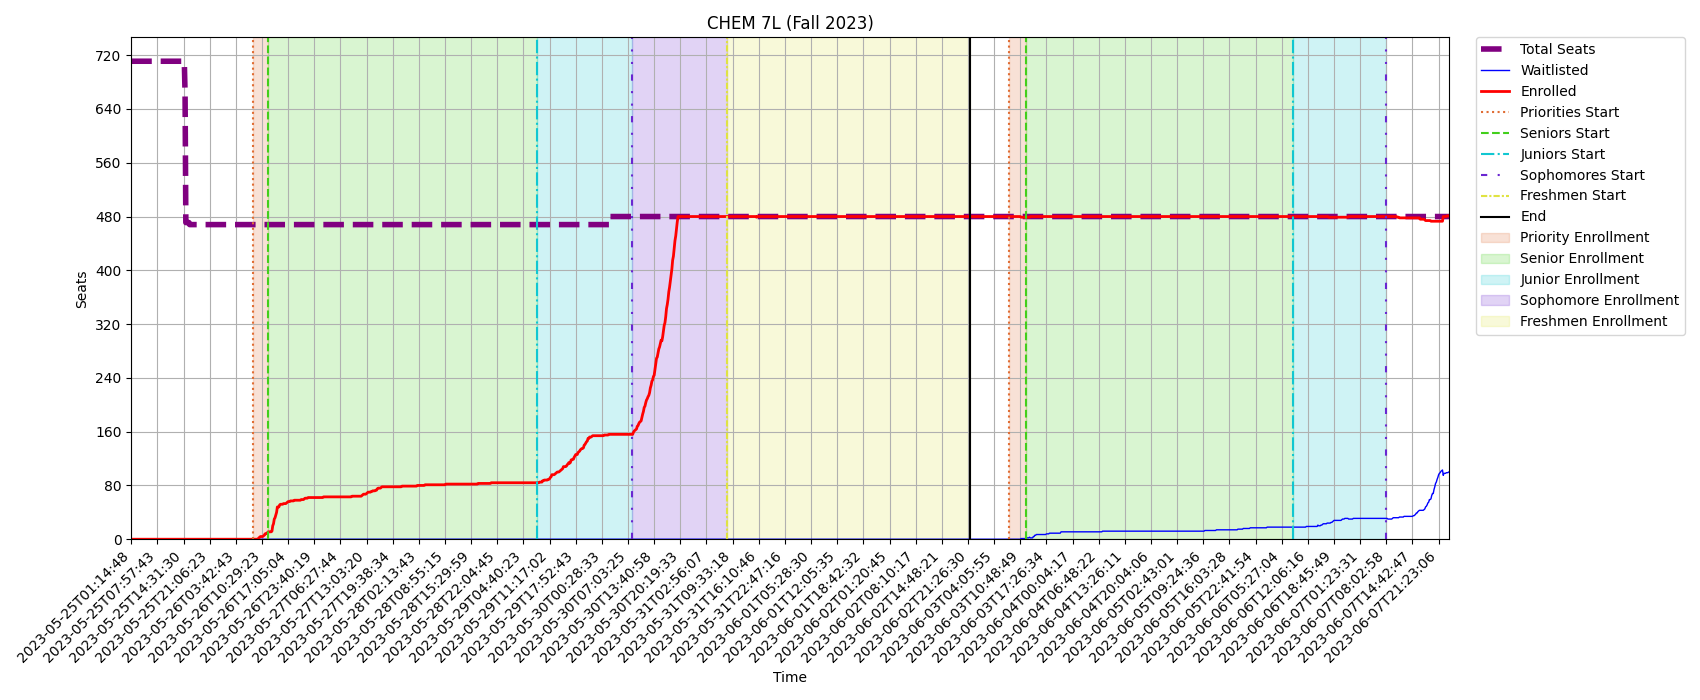 CHEM 7L (Fall 2023)
720
640
560
480
400
320
240
160
80
0
Seats
2023-05-25T01:14:48
2023-05-25T07:57:43
2023-05-25T14:31:30
2023-05-25T21:06:23
2023-05-26T03:42:43
2023-05-26T10:29:23
2023-05-26T17:05:04
2023-05-26T23:40:19
2023-05-27T06:27:44
2023-05-27T13:03:20
2023-05-27T19:38:34
2023-05-28T02:13:43
2023-05-28T08:55:15
2023-05-28T15:29:59
2023-05-28T22:04:45
2023-05-29T04:40:23
2023-05-29T11:17:02
2023-05-29T17:52:43
2023-05-30T00:28:33
2023-05-30T07:03:25
2023-05-30T13:40:58
2023-05-30T20:19:33
2023-05-31T02:56:07
2023-05-31T09:33:18
2023-05-31T16:10:46
2023-05-31T22:47:16
2023-06-01T05:28:30
2023-06-01T12:05:35
2023-06-01T18:42:32
2023-06-02T01:20:45
2023-06-02T08:10:17
2023-06-02T14:48:21
2023-06-02T21:26:30
2023-06-03T04:05:55
2023-06-03T10:48:49
2023-06-03T17:26:34
2023-06-04T00:04:17
2023-06-04T06:48:22
2023-06-04T13:26:11
2023-06-04T20:04:06
2023-06-05T02:43:01
2023-06-05T09:24:36
2023-06-05T16:03:28
2023-06-05T22:41:54
2023-06-06T05:27:04
2023-06-06T12:06:16
2023-06-06T18:45:49
2023-06-07T01:23:31
2023-06-07T08:02:58
2023-06-07T14:42:47
2023-06-07T21:23:06
Time
Total Seats
Waitlisted
Enrolled
Priorities Start
Seniors Start
Juniors Start
Sophomores Start
Freshmen Start
End
Priority Enrollment
Senior Enrollment
Junior Enrollment
Sophomore Enrollment
Freshmen Enrollment